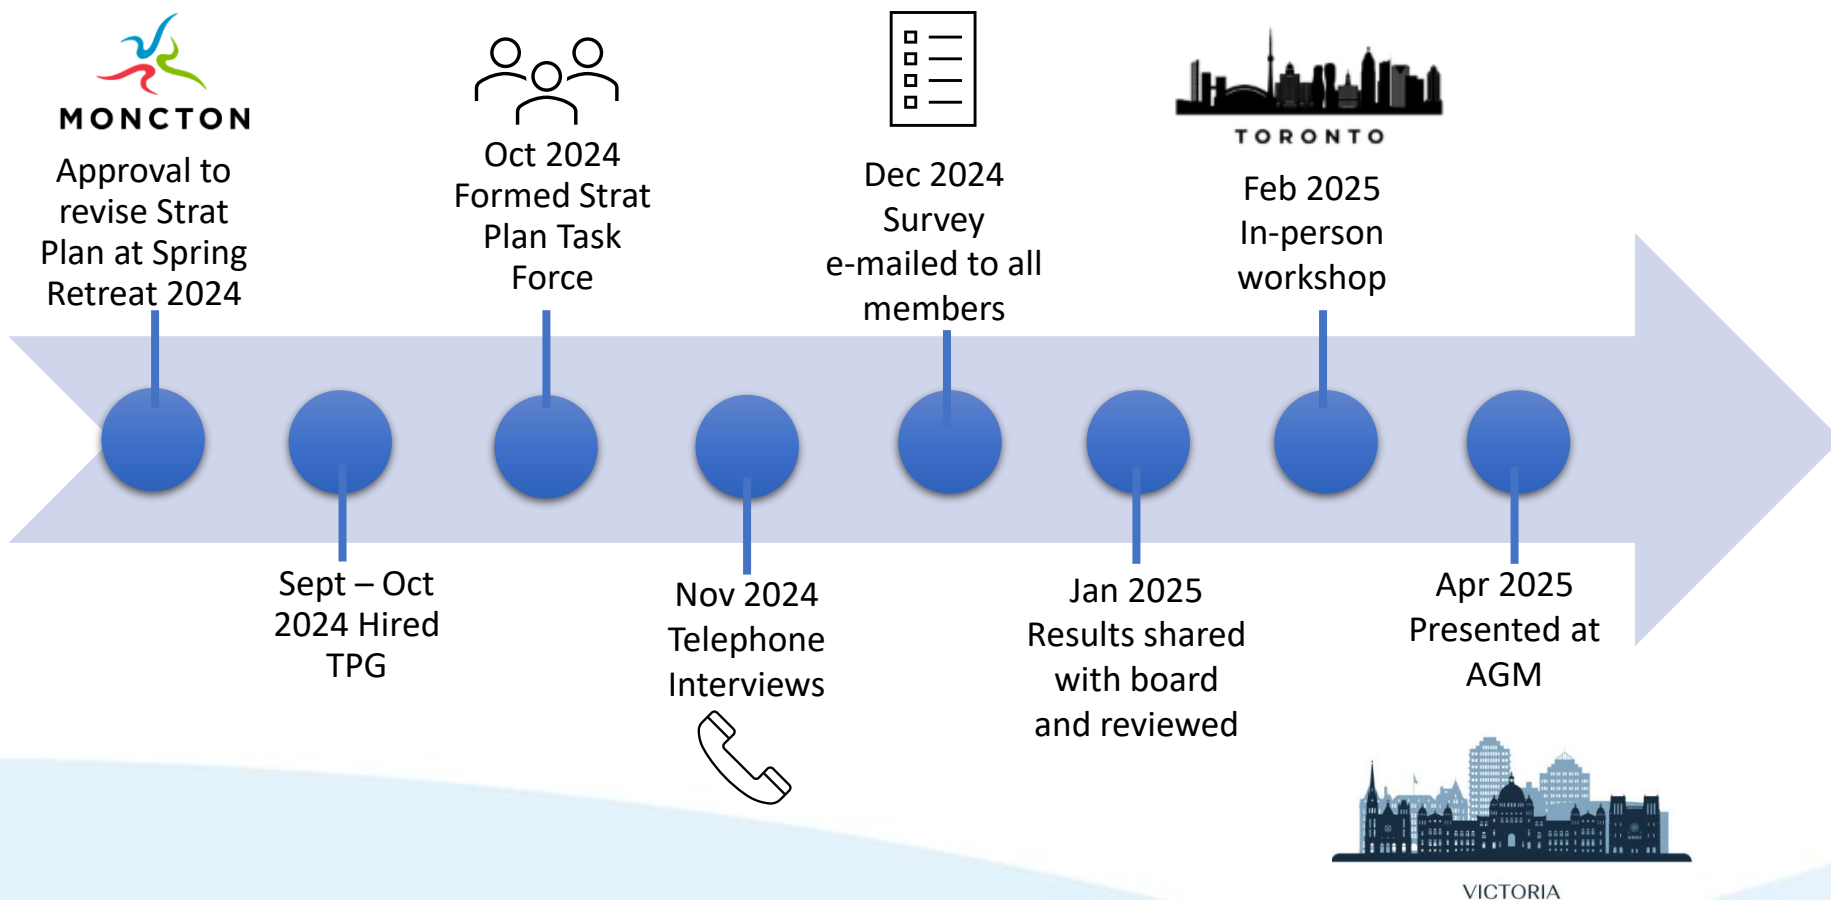 MONCTON
Approval to
revise Strat
Plan at Spring
Retreat 2024
Sept – Oct
2024 Hired
TPG
Oct 2024
Formed Strat
Plan Task
Force
Nov 2024
Telephone
Interviews
Dec 2024
Survey
e-mailed to all
members
Jan 2025
Results shared
with board
and reviewed
TORONTO
Feb 2025
In-person
workshop
Apr 2025
Presented at
AGM
VICTORIA